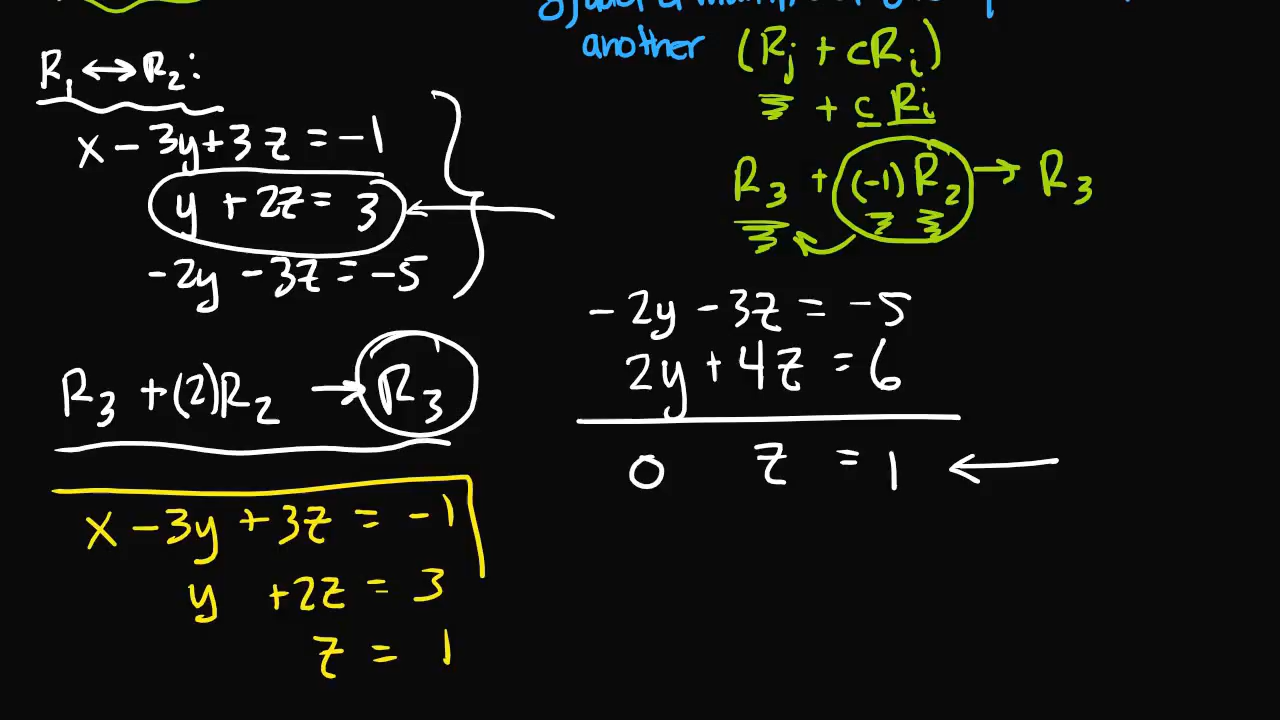 another (Rj + cRi)
+ c Ri
R3 + (-1) R2 → R3
R1 ↔ R2:
x - 3y + 3z = -1
y + 2z = 3
-2y - 3z = -5
R3 + (2)R2 → R3
-2y - 3z = -5
2y + 4z = 6
0 z = 1 ←
x - 3y + 3z = -1
y + 2z = 3
z = 1